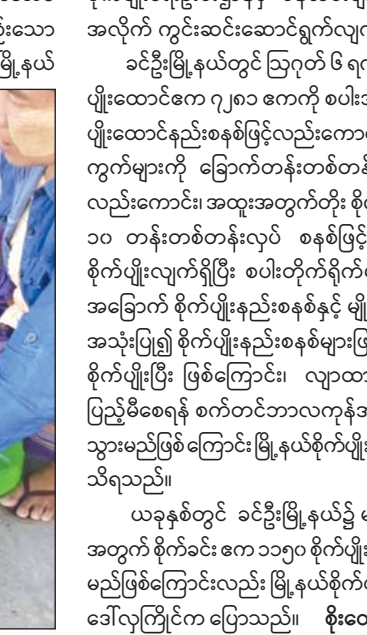 း​သော
မြို့နယ်
အလိုက် ကွင်းဆင်းဆောင်ရွက်လျက်
ခင်ဦးမြို့နယ်တွင် ဩဂုတ် ၆ ရက်
ပျိုးထောင်ဧက ၇၂၈၁ ဧကကို စပါး
ပျိုးထောင်နည်းစနစ်ဖြင့်လည်းကောင်း
ကွက်များကို ခြောက်တန်းတစ်တန်း
လည်းကောင်း၊ အထူးအတွက်တိုး
၁၀ တန်းတစ်တန်းလုပ် စနစ်ဖြင့်
စိုက်ပျိုးလျက်ရှိပြီး စပါးတိုက်ရိုက်
အခြောက် စိုက်ပျိုးနည်းစနစ်နှင့်
အသုံးပြု၍ စိုက်ပျိုးနည်းစနစ်များ
စိုက်ပျိုးပြီး ဖြစ်ကြောင်း၊ လျာထား
ပြည့်မီစေရန် စက်တင်ဘာလကုန်
သွားမည်ဖြစ်ကြောင်း မြို့နယ်စိုက်ပျိုး
သိရသည်။
ယခုနှစ်တွင် ခင်ဦးမြို့နယ်၌
အတွက် စိုက်ခင်း ဧက ၁၁၅၀ စိုက်ပျိုး
မည်ဖြစ်ကြောင်းလည်း မြို့နယ်စိုက်
ဒေါ်လှကြိုင်က ပြောသည်။ စိုး